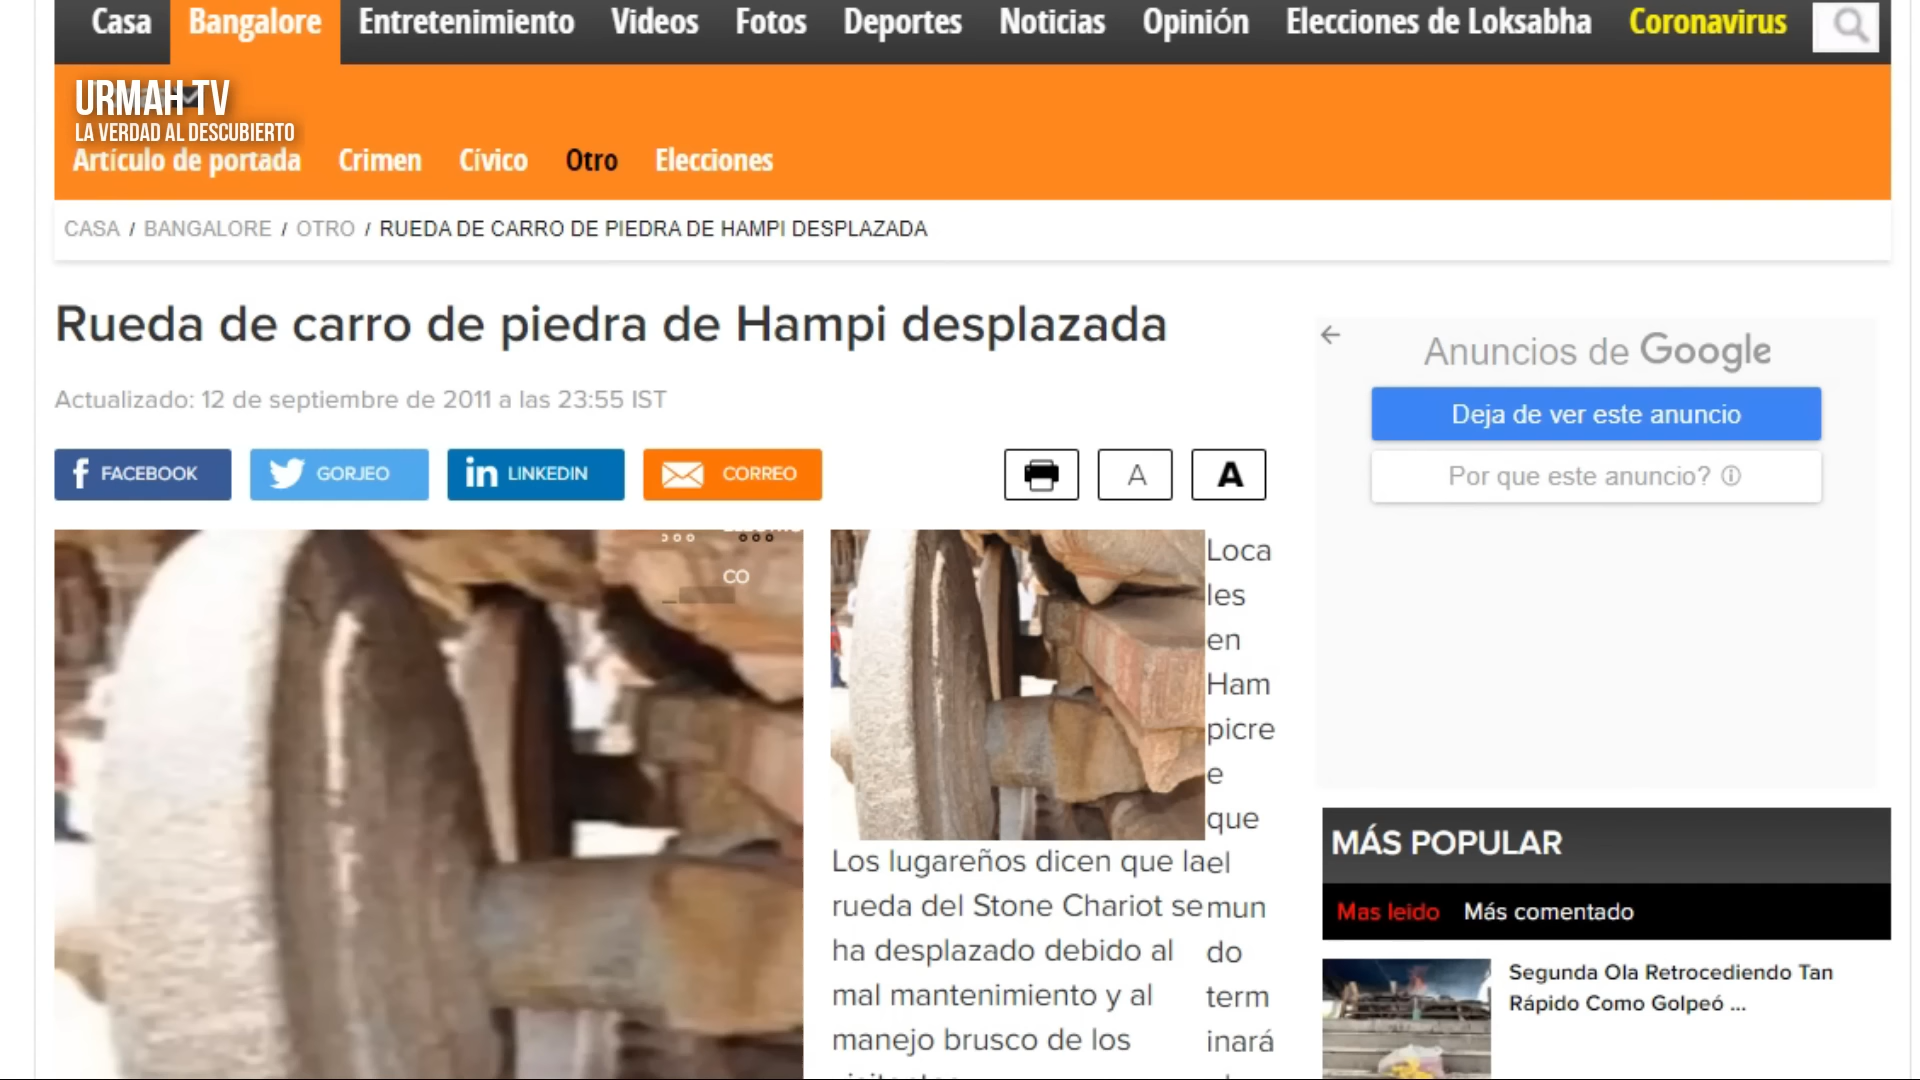 Casa Bangalore Entretenimiento Videos Fotos Deportes Noticias Opinión Elecciones de Loksabha Coronavirus
URMAH TV
LA VERDAD AL DESCUBIERTO
Artículo de portada Crimen Cívico Otro Elecciones
CASA / BANGALORE / OTRO / RUEDA DE CARRO DE PIEDRA DE HAMPI DESPLAZADA
Rueda de carro de piedra de Hampi desplazada
Actualizado: 12 de septiembre de 2011 a las 23:55 IST
FACEBOOK GORJEO LINKEDIN CORREO
A A
CO
Los lugareños dicen que la
rueda del Stone Chariot se
ha desplazado debido al
mal mantenimiento y al
manejo brusco de los
Loca
les
en
Ham
picre
e
que
el
mun
do
term
inará
Anuncios de Google
Deja de ver este anuncio
Por que este anuncio?
MÁS POPULAR
Mas leido Más comentado
Segunda Ola Retrocediendo Tan
Rápido Como Golpeó ...